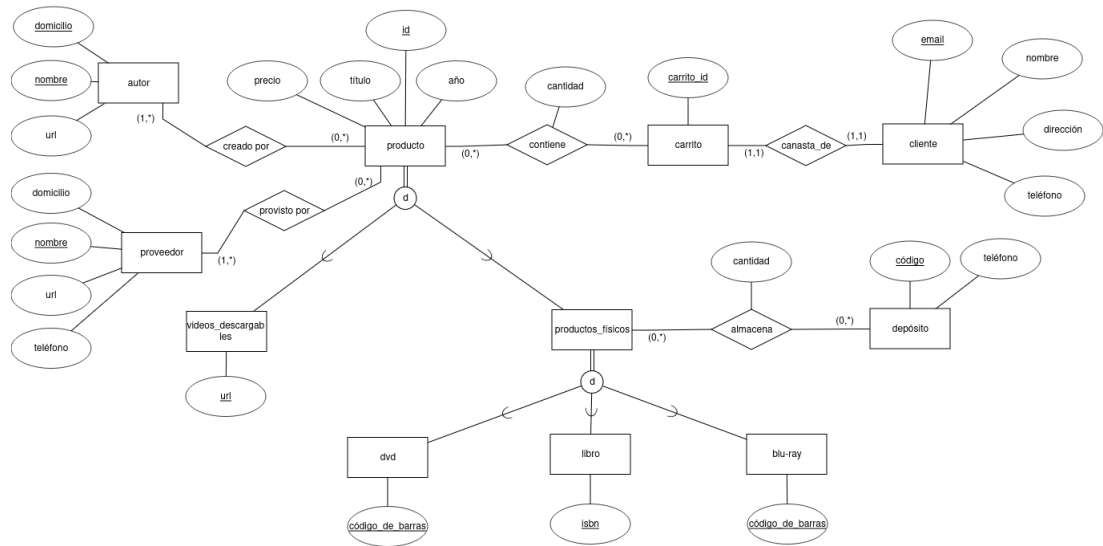 domicilio
nombre
url
autor
(1,*)
creado por
(0,*)
precio
título
id
año
producto
(0,*)
cantidad
contiene
(0,*)
carrito_id
carrito
(1,1)
canasta_de
(1,1)
email
nombre
dirección
teléfono
cliente
domicilio
nombre
url
teléfono
proveedor
(1,*)
provisto por
(0,*)
d
videos_descargab
les
url
productos_físicos
(0,*)
cantidad
almacena
(0,*)
código
teléfono
depósito
d
dvd
código_de_barras
libro
isbn
blu-ray
código_de_barras